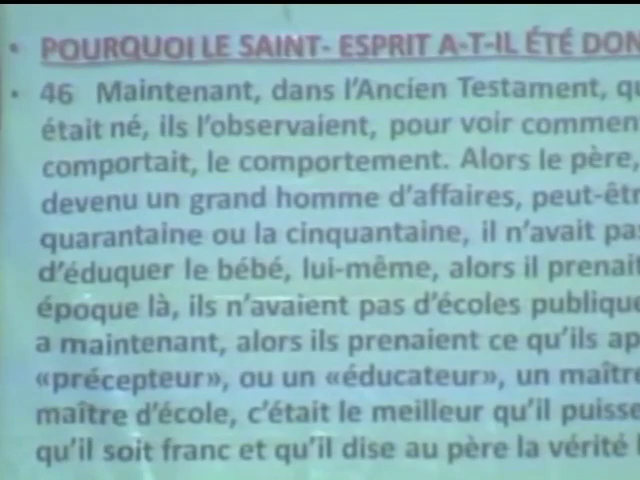 • POURQUOI LE SAINT- ESPRIT A-T-IL ÉTÉ DON
• 46 Maintenant, dans l'Ancien Testament, qu
était né, ils l'observaient, pour voir commen
comportait, le comportement. Alors le père,
devenu un grand homme d'affaires, peut-êtr
quarantaine ou la cinquantaine, il n'avait pas
d'éduquer le bébé, lui-même, alors il prenait
époque là, ils n'avaient pas d'écoles publique
a maintenant, alors ils prenaient ce qu'ils ap
«précepteur», ou un «éducateur», un maître
maître d'école, c'était le meilleur qu'il puisse
qu'il soit franc et qu'il dise au père la vérité